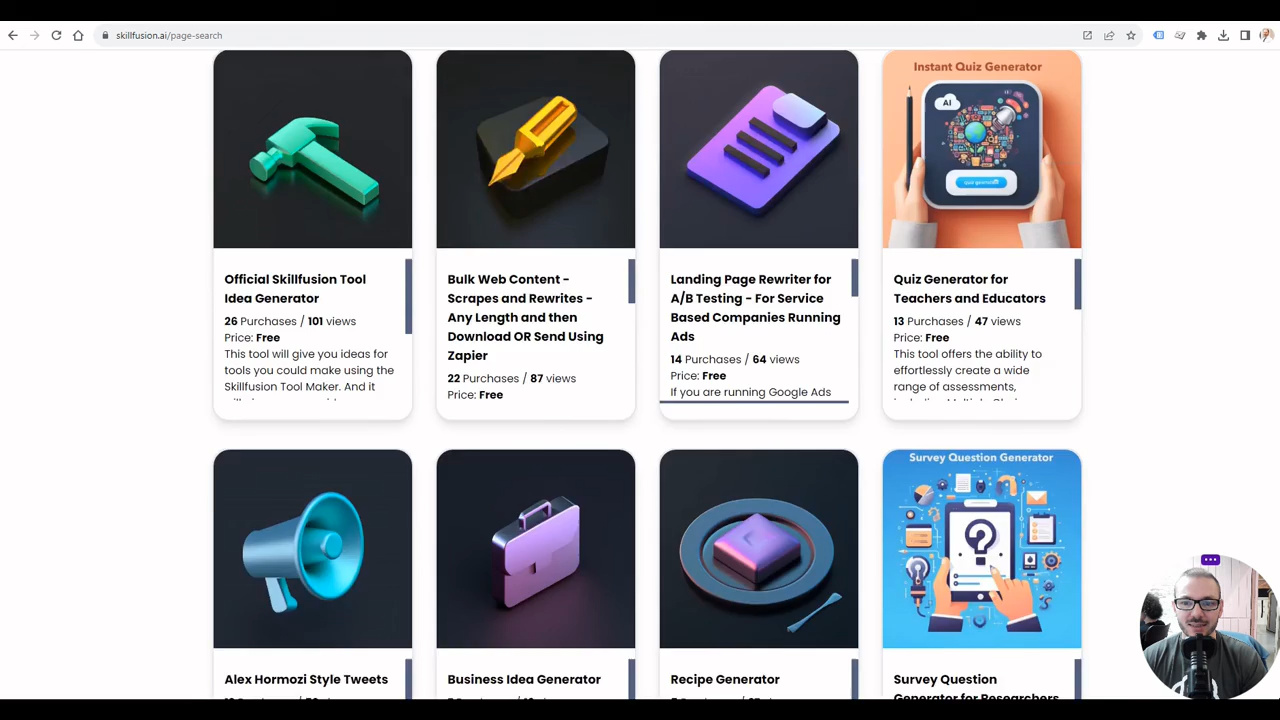 skillfusion.ai/page-search
Instant Quiz Generator
AI
quiz generator
Official Skillfusion Tool
Idea Generator
26 Purchases / 101 views
Price: Free
This tool will give you ideas for
tools you could make using the
Skillfusion Tool Maker. And it
Bulk Web Content -
Scrapes and Rewrites -
Any Length and then
Download OR Send Using
Zapier
22 Purchases / 87 views
Price: Free
Landing Page Rewriter for
A/B Testing - For Service
Based Companies Running
Ads
14 Purchases / 64 views
Price: Free
If you are running Google Ads
Quiz Generator for
Teachers and Educators
13 Purchases / 47 views
Price: Free
This tool offers the ability to
effortlessly create a wide
range of assessments,
Survey Question Generator
?
Alex Hormozi Style Tweets
Business Idea Generator
Recipe Generator
Survey Question
Generator for Researchers